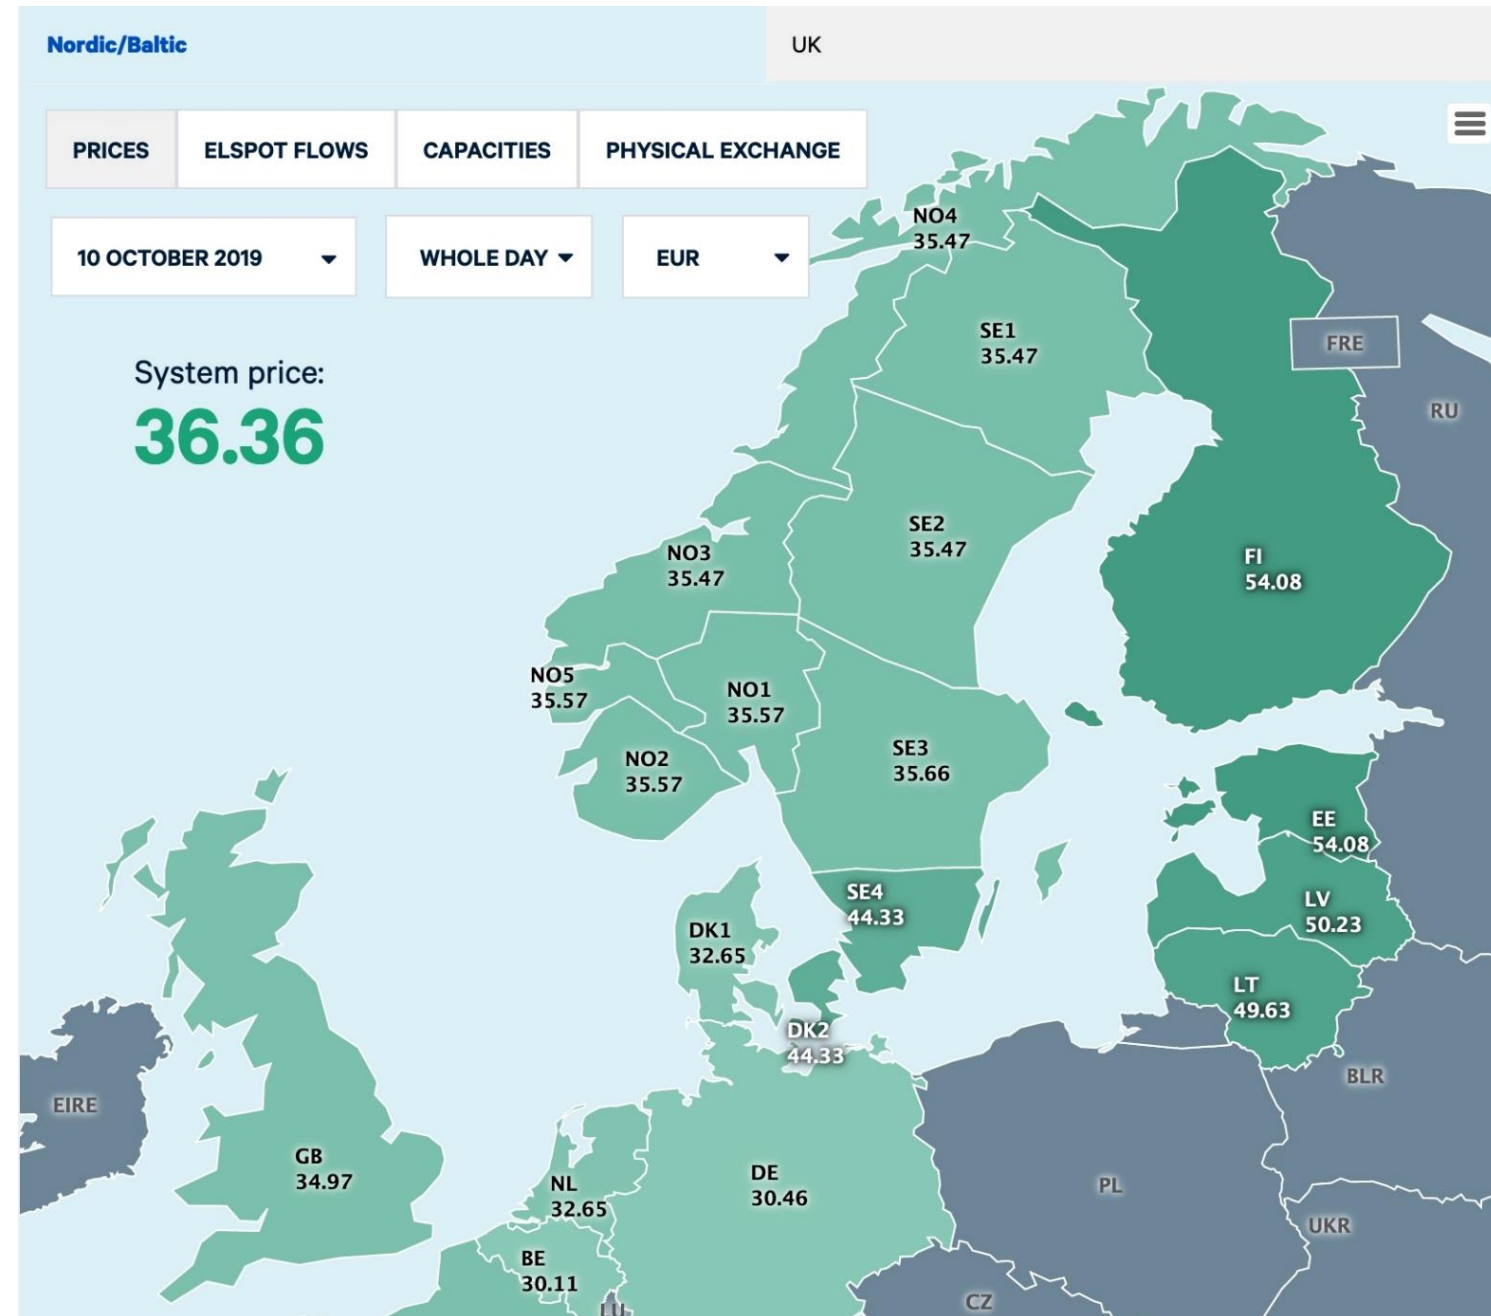 Nordic/Baltic
UK
PRICES
ELSPOT FLOWS
CAPACITIES
PHYSICAL EXCHANGE
10 OCTOBER 2019
WHOLE DAY
EUR
System price:
36.36
NO4
35.47
SE1
35.47
FRE
RU
SE2
35.47
NO3
35.47
FI
54.08
NO5
35.57
NO1
35.57
NO2
35.57
SE3
35.66
EE
54.08
SE4
44.33
LV
50.23
DK1
32.65
LT
49.63
DK2
44.33
BLR
EIRE
GB
34.97
NL
32.65
DE
30.46
PL
UKR
BE
30.11
CZ
LU